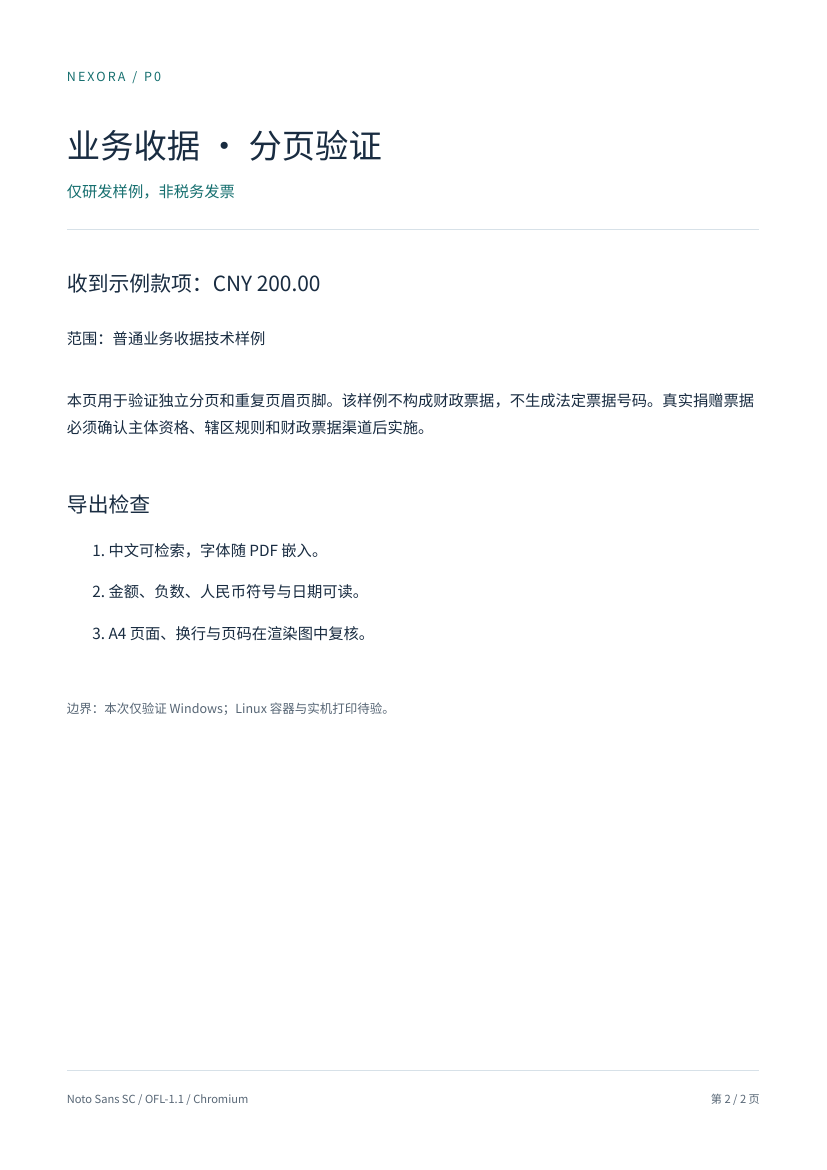 NEXORA / P0
业务收据 · 分页验证
仅研发样例，非税务发票
收到示例款项：CNY 200.00
范围：普通业务收据技术样例
本页用于验证独立分页和重复页眉页脚。该样例不构成财政票据，不生成法定票据号码。真实捐赠票据
必须确认主体资格、辖区规则和财政票据渠道后实施。
导出检查
1. 中文可检索，字体随 PDF 嵌入。
2. 金额、负数、人民币符号与日期可读。
3. A4 页面、换行与页码在渲染图中复核。
边界：本次仅验证 Windows；Linux 容器与实机打印待验。
Noto Sans SC / OFL-1.1 / Chromium
第 2 / 2 页